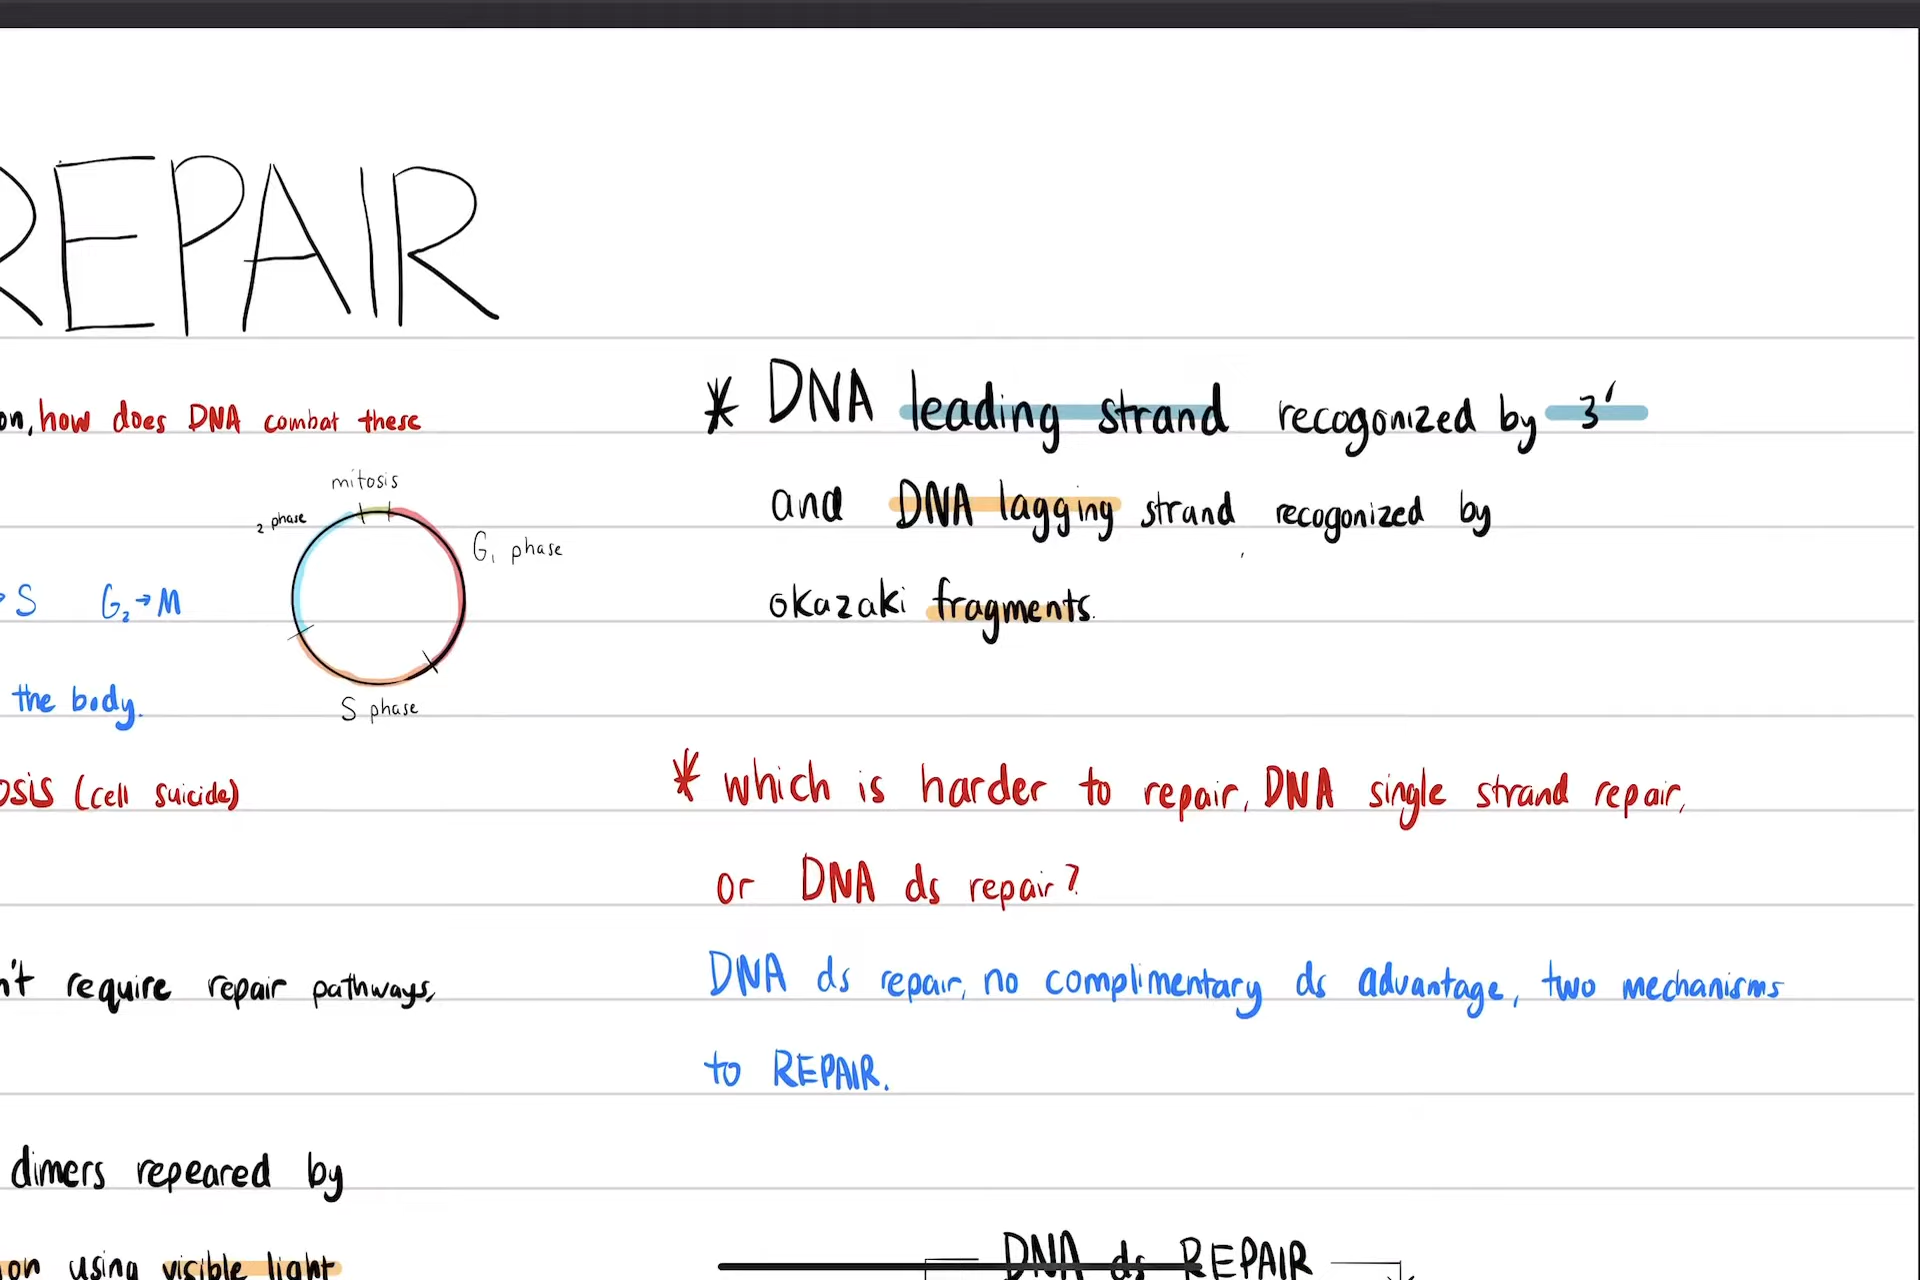 REPAIR
on, how does DNA combat these
mitosis
2 phase
G₁ phase
→ S G₂→M
the body.
S phase
osis (cell suicide)
n't require repair pathways,
dimers repeared by
on using visible light
* DNA leading strand recogonized by 3'
and DNA lagging strand recogonized by
okazaki fragments.
* which is harder to repair, DNA single strand repair,
or DNA ds repair?
DNA ds repair, no complimentary ds advantage, two mechanisms
to REPAIR.
DNA ds REPAIR